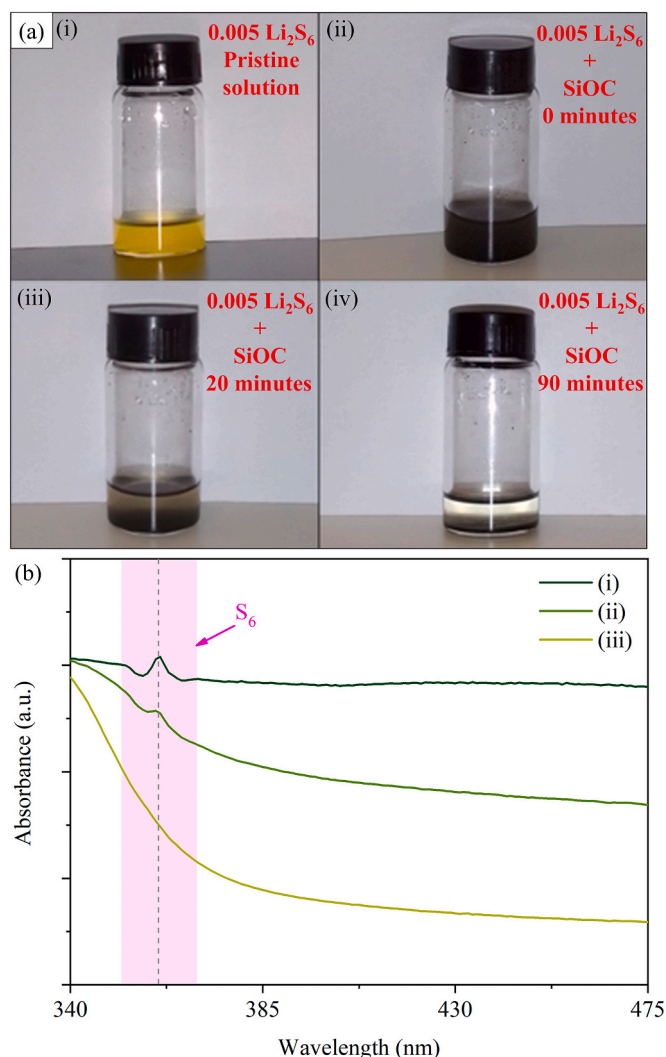 (a)
(i)
0.005 Li₂S₆
Pristine
solution
(ii)
0.005 Li₂S₆
+
SiOC
0 minutes
(iii)
0.005 Li₂S₆
+
SiOC
20 minutes
(iv)
0.005 Li₂S₆
+
SiOC
90 minutes
(b)
S₆
(i)
(ii)
(iii)
Absorbance (a.u.)
340
385
430
475
Wavelength (nm)